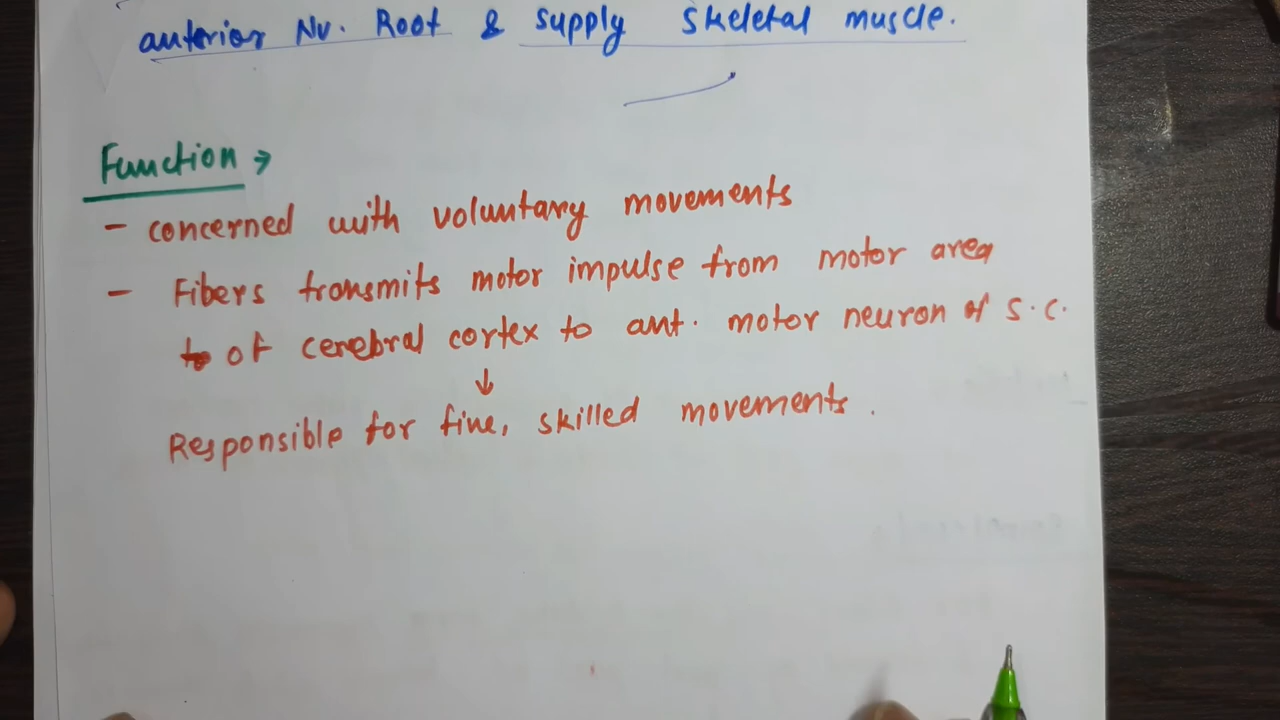 anterior Nv. Root & supply skeletal muscle.
Function →
- concerned with voluntary movements
- Fibers transmits motor impulse from motor area
of cerebral cortex to ant. motor neuron of s.c.
↓
Responsible for fine, skilled movements.